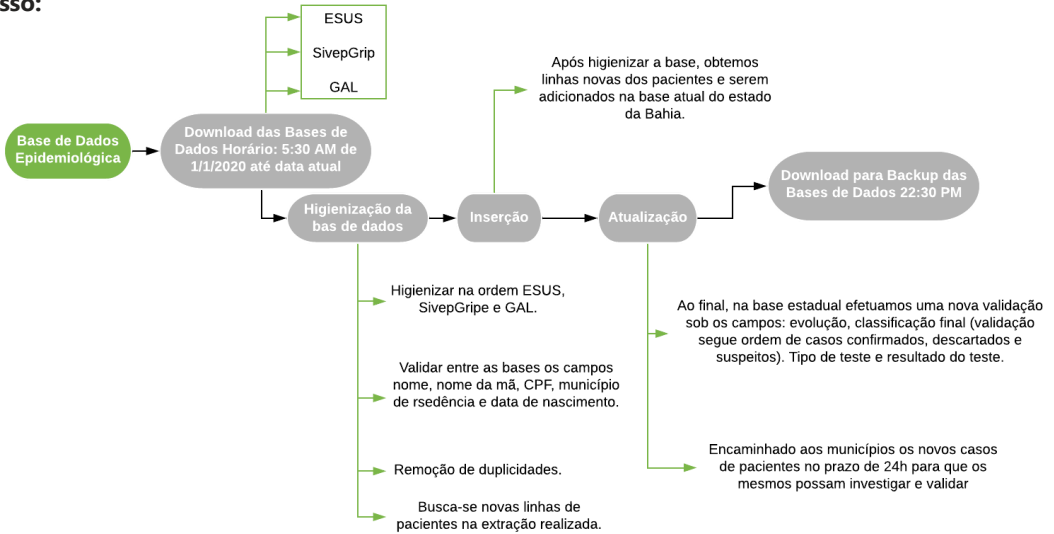 sso:
ESUS
SivepGrip
GAL
Base de Dados
Epidemiológica
Download das Bases de
Dados Horário: 5:30 AM de
1/1/2020 até data atual
Após higienizar a base, obtemos
linhas novas dos pacientes e serem
adicionados na base atual do estado
da Bahia.
Higienização da
bas de dados
Inserção
Atualização
Download para Backup das
Bases de Dados 22:30 PM
Higienizar na ordem ESUS,
SivepGripe e GAL.
Validar entre as bases os campos
nome, nome da mã, CPF, município
de rsedência e data de nascimento.
Remoção de duplicidades.
Busca-se novas linhas de
pacientes na extração realizada.
Ao final, na base estadual efetuamos uma nova validação
sob os campos: evolução, classificação final (validação
segue ordem de casos confirmados, descartados e
suspeitos). Tipo de teste e resultado do teste.
Encaminhado aos municípios os novos casos
de pacientes no prazo de 24h para que os
mesmos possam investigar e validar